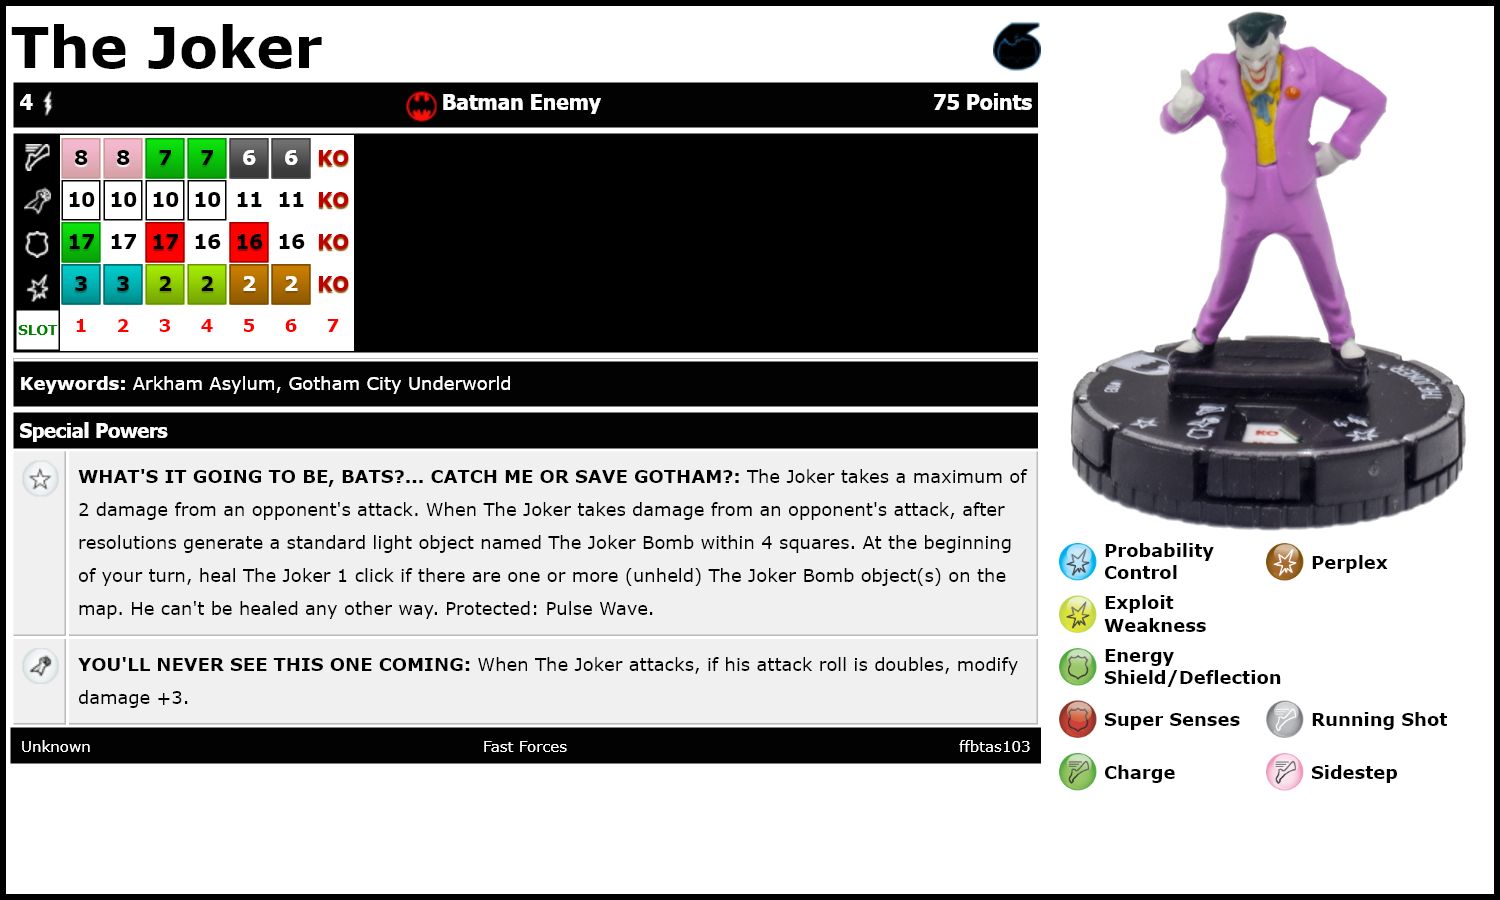 The Joker
4 Batman Enemy 75 Points
8 8 7 7 6 6 KO
10 10 10 10 11 11 KO
17 17 17 16 16 16 KO
3 3 2 2 2 2 KO
SLOT 1 2 3 4 5 6 7
Keywords: Arkham Asylum, Gotham City Underworld
Special Powers
WHAT'S IT GOING TO BE, BATS?... CATCH ME OR SAVE GOTHAM?: The Joker takes a maximum of
2 damage from an opponent's attack. When The Joker takes damage from an opponent's attack, after
resolutions generate a standard light object named The Joker Bomb within 4 squares. At the beginning
of your turn, heal The Joker 1 click if there are one or more (unheld) The Joker Bomb object(s) on the
map. He can't be healed any other way. Protected: Pulse Wave.
YOU'LL NEVER SEE THIS ONE COMING: When The Joker attacks, if his attack roll is doubles, modify
damage +3.
Unknown Fast Forces ffbtas103
THE JOKER
KO
Probability
Control
Perplex
Exploit
Weakness
Energy
Shield/Deflection
Super Senses
Running Shot
Charge
Sidestep